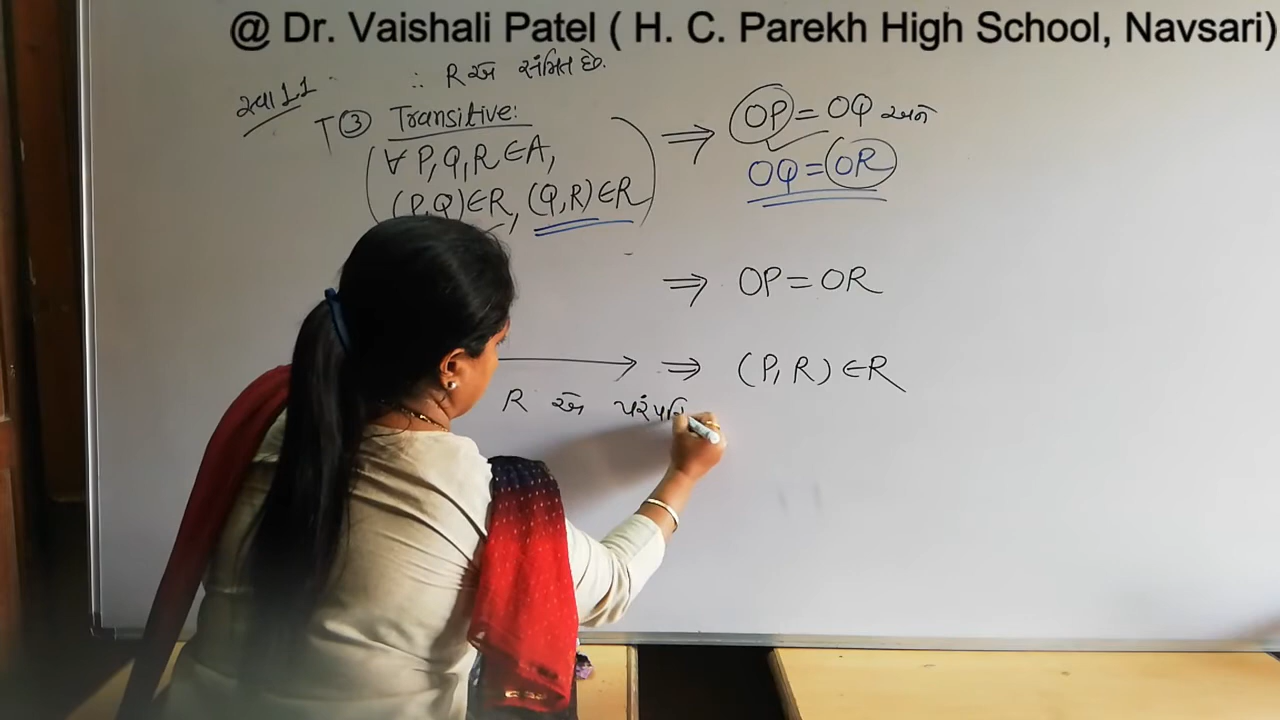 @ Dr. Vaishali Patel ( H. C. Parekh High School, Navsari)
∴ R એ સંમિત છે.
સ્વા 1.1
T ③ Transitive:
(∀ P, Q, R ∈ A,
(P,Q) ∈ R, (Q,R) ∈ R)
⇒ OP = OQ અને
OQ = OR
⇒ OP = OR
→ ⇒ (P, R) ∈ R
R એ પરંપરિ